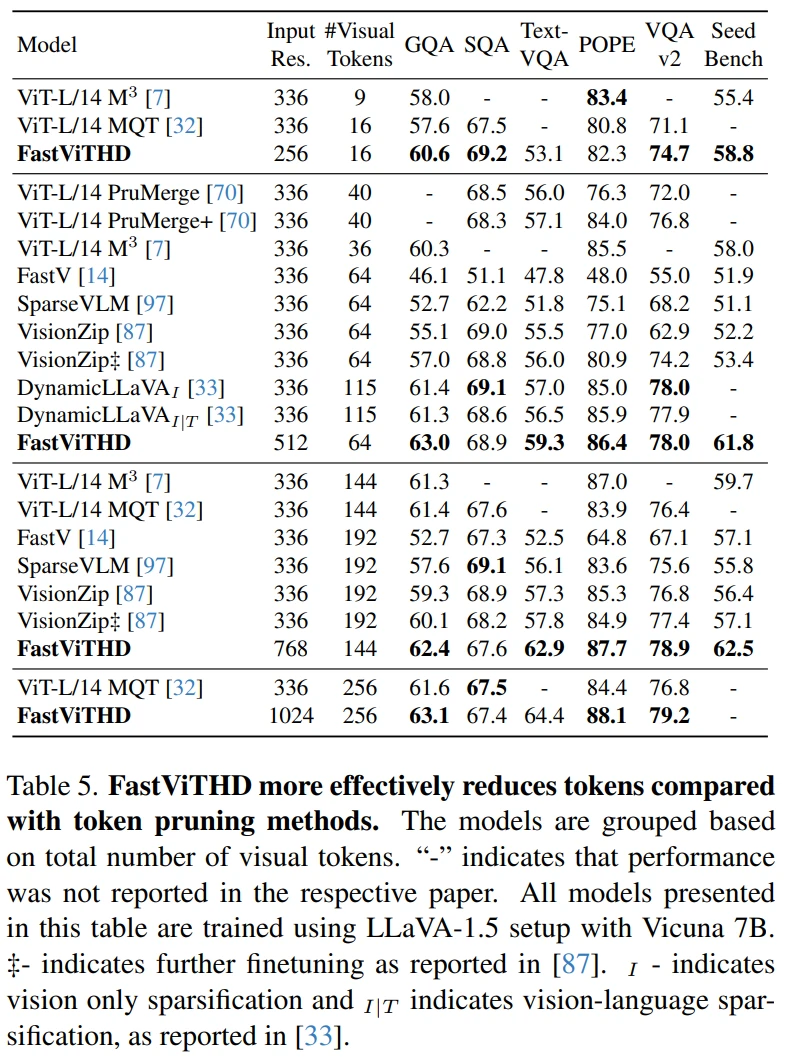 Model Input Res. #Visual Tokens GQA SQA Text-VQA POPE VQA v2 Seed Bench
ViT-L/14 M³ [7] 336 9 58.0 - - 83.4 - 55.4
ViT-L/14 MQT [32] 336 16 57.6 67.5 - 80.8 71.1 -
FastViTHD 256 16 60.6 69.2 53.1 82.3 74.7 58.8
ViT-L/14 PruMerge [70] 336 40 - 68.5 56.0 76.3 72.0 -
ViT-L/14 PruMerge+ [70] 336 40 - 68.3 57.1 84.0 76.8 -
ViT-L/14 M³ [7] 336 36 60.3 - - 85.5 - 58.0
FastV [14] 336 64 46.1 51.1 47.8 48.0 55.0 51.9
SparseVLM [97] 336 64 52.7 62.2 51.8 75.1 68.2 51.1
VisionZip [87] 336 64 55.1 69.0 55.5 77.0 62.9 52.2
VisionZip‡ [87] 336 64 57.0 68.8 56.0 80.9 74.2 53.4
DynamicLLaVA I [33] 336 115 61.4 69.1 57.0 85.0 78.0 -
DynamicLLaVA I|T [33] 336 115 61.3 68.6 56.5 85.9 77.9 -
FastViTHD 512 64 63.0 68.9 59.3 86.4 78.0 61.8
ViT-L/14 M³ [7] 336 144 61.3 - - 87.0 - 59.7
ViT-L/14 MQT [32] 336 144 61.4 67.6 - 83.9 76.4 -
FastV [14] 336 192 52.7 67.3 52.5 64.8 67.1 57.1
SparseVLM [97] 336 192 57.6 69.1 56.1 83.6 75.6 55.8
VisionZip [87] 336 192 59.3 68.9 57.3 85.3 76.8 56.4
VisionZip‡ [87] 336 192 60.1 68.2 57.8 84.9 77.4 57.1
FastViTHD 768 144 62.4 67.6 62.9 87.7 78.9 62.5
ViT-L/14 MQT [32] 336 256 61.6 67.5 - 84.4 76.8 -
FastViTHD 1024 256 63.1 67.4 64.4 88.1 79.2 -
Table 5. FastViTHD more effectively reduces tokens compared
with token pruning methods. The models are grouped based
on total number of visual tokens. “-” indicates that performance
was not reported in the respective paper. All models presented
in this table are trained using LLaVA-1.5 setup with Vicuna 7B.
‡- indicates further finetuning as reported in [87]. I - indicates
vision only sparsification and I|T indicates vision-language spar-
sification, as reported in [33].